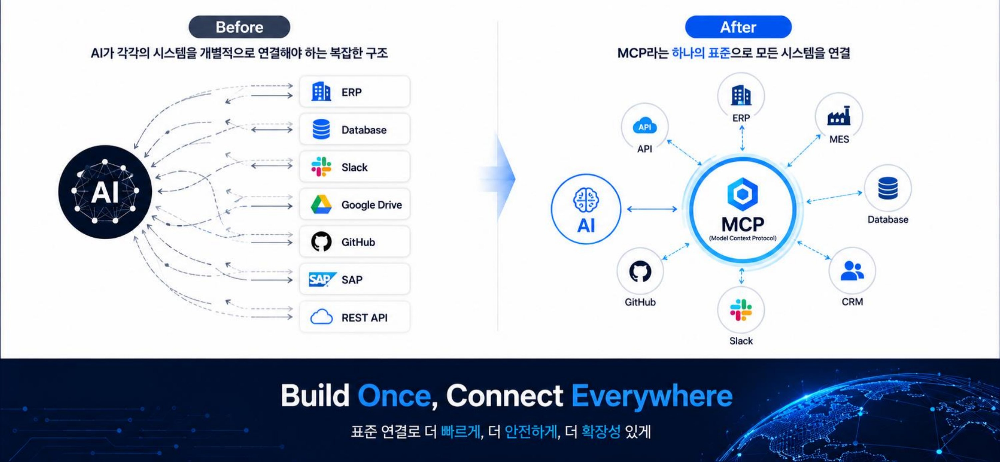 Before
AI가 각각의 시스템을 개별적으로 연결해야 하는 복잡한 구조
AI
ERP
Database
Slack
Google Drive
GitHub
SAP SAP
REST API
After
MCP라는 하나의 표준으로 모든 시스템을 연결
ERP
API
API
MES
AI
MCP
(Model Context Protocol)
Database
GitHub
CRM
Slack
Build Once, Connect Everywhere
표준 연결로 더 빠르게, 더 안전하게, 더 확장성 있게